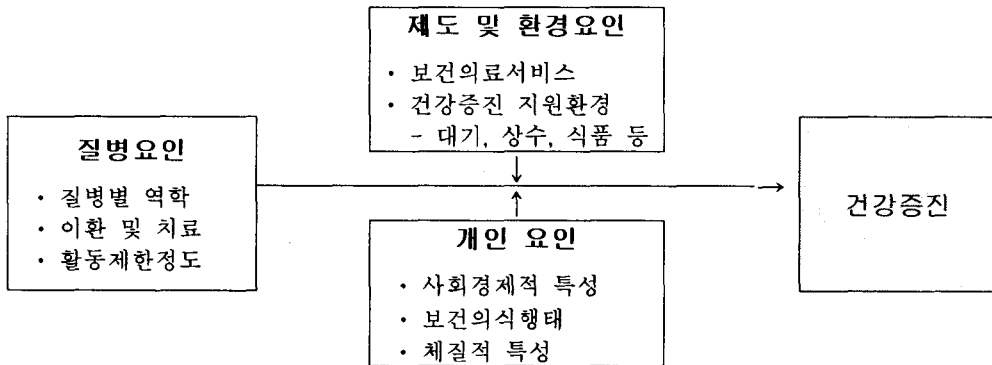 제도 및 환경요인
· 보건의료서비스
· 건강증진 지원환경
- 대기, 상수, 식품 등
질병요인
· 질병별 역학
· 이환 및 치료
· 활동제한정도
건강증진
개인 요인
· 사회경제적 특성
· 보건의식행태
· 체질적 특성